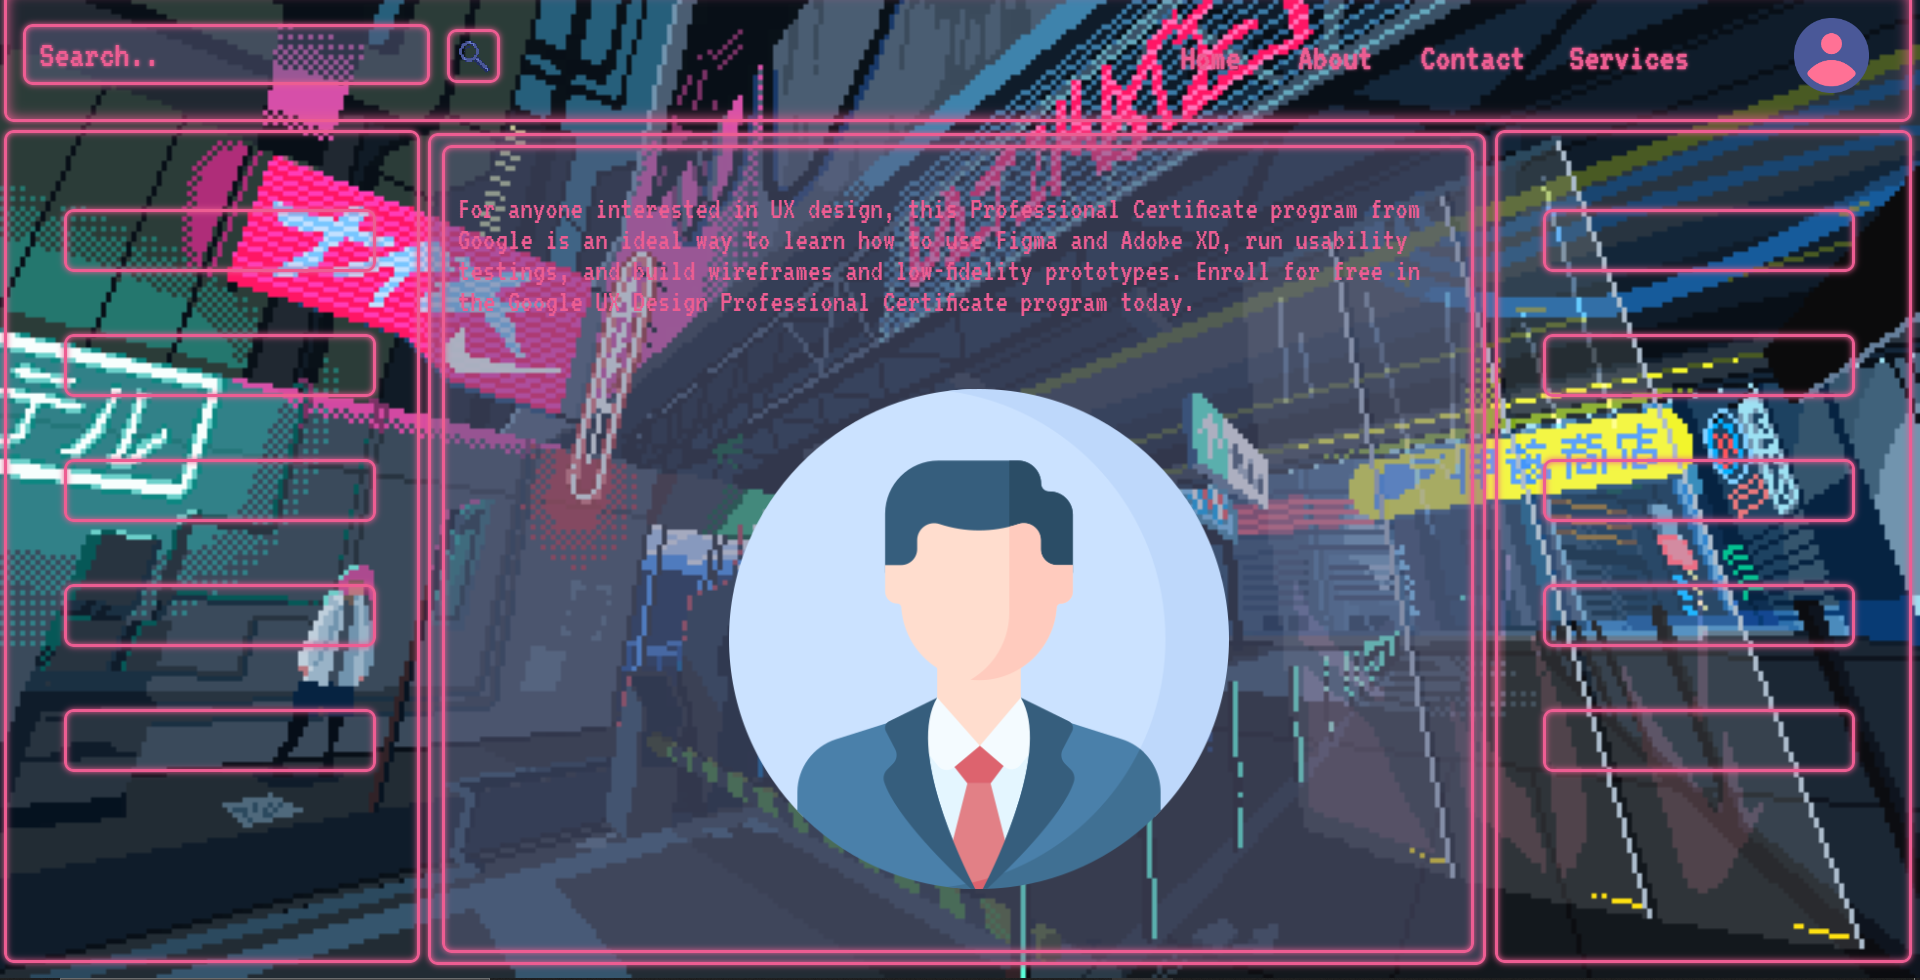 Search..
Home About Contact Services
For anyone interested in UX design, this Professional Certificate program from
Google is an ideal way to learn how to use Figma and Adobe XD, run usability
testings, and build wireframes and low-fidelity prototypes. Enroll for free in
the Google UX Design Professional Certificate program today.
商店